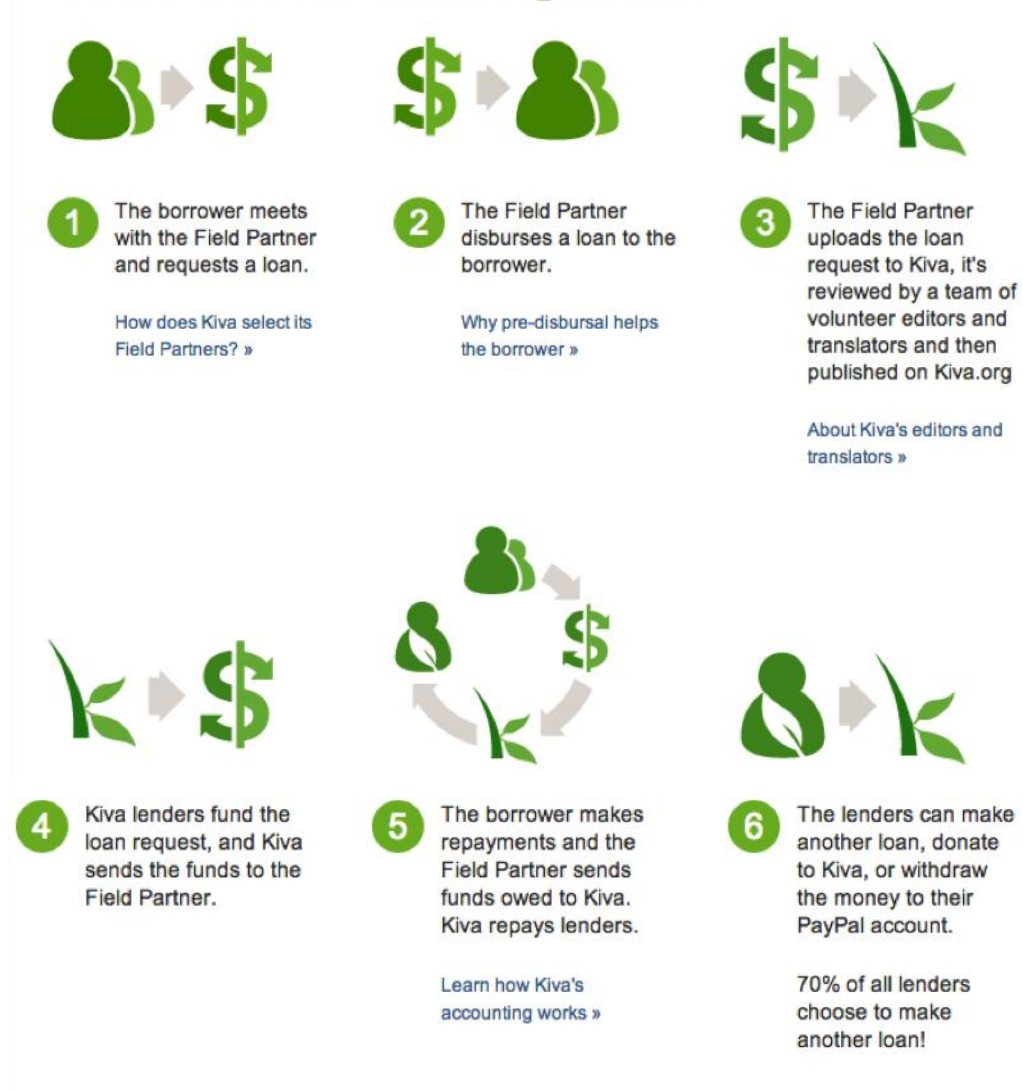 1
The borrower meets
with the Field Partner
and requests a loan.
How does Kiva select its
Field Partners? »
2
The Field Partner
disburses a loan to the
borrower.
Why pre-disbursal helps
the borrower »
3
The Field Partner
uploads the loan
request to Kiva, it's
reviewed by a team of
volunteer editors and
translators and then
published on Kiva.org
About Kiva's editors and
translators »
4
Kiva lenders fund the
loan request, and Kiva
sends the funds to the
Field Partner.
5
The borrower makes
repayments and the
Field Partner sends
funds owed to Kiva.
Kiva repays lenders.
Learn how Kiva's
accounting works »
6
The lenders can make
another loan, donate
to Kiva, or withdraw
the money to their
PayPal account.
70% of all lenders
choose to make
another loan!